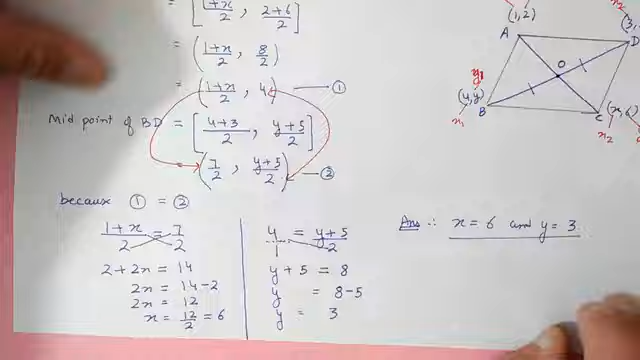 = [1+x/2 , 2+6/2]
= (1+x/2 , 8/2)
= (1+x/2 , 4) — ①
Mid point of BD = [4+3/2 , y+5/2]
= (7/2 , y+5/2) — ②
because ① = ②
1+x/2 = 7/2
2+2x = 14
2x = 14-2
2x = 12
x = 12/2 = 6
4/1 = y+5/2
y+5 = 8
y = 8-5
y = 3
Ans ∴ x = 6 and y = 3
(1,2)
A
x2
(3,
D
O
y1
(4,y)
x1
B
(x,6)
x2
C